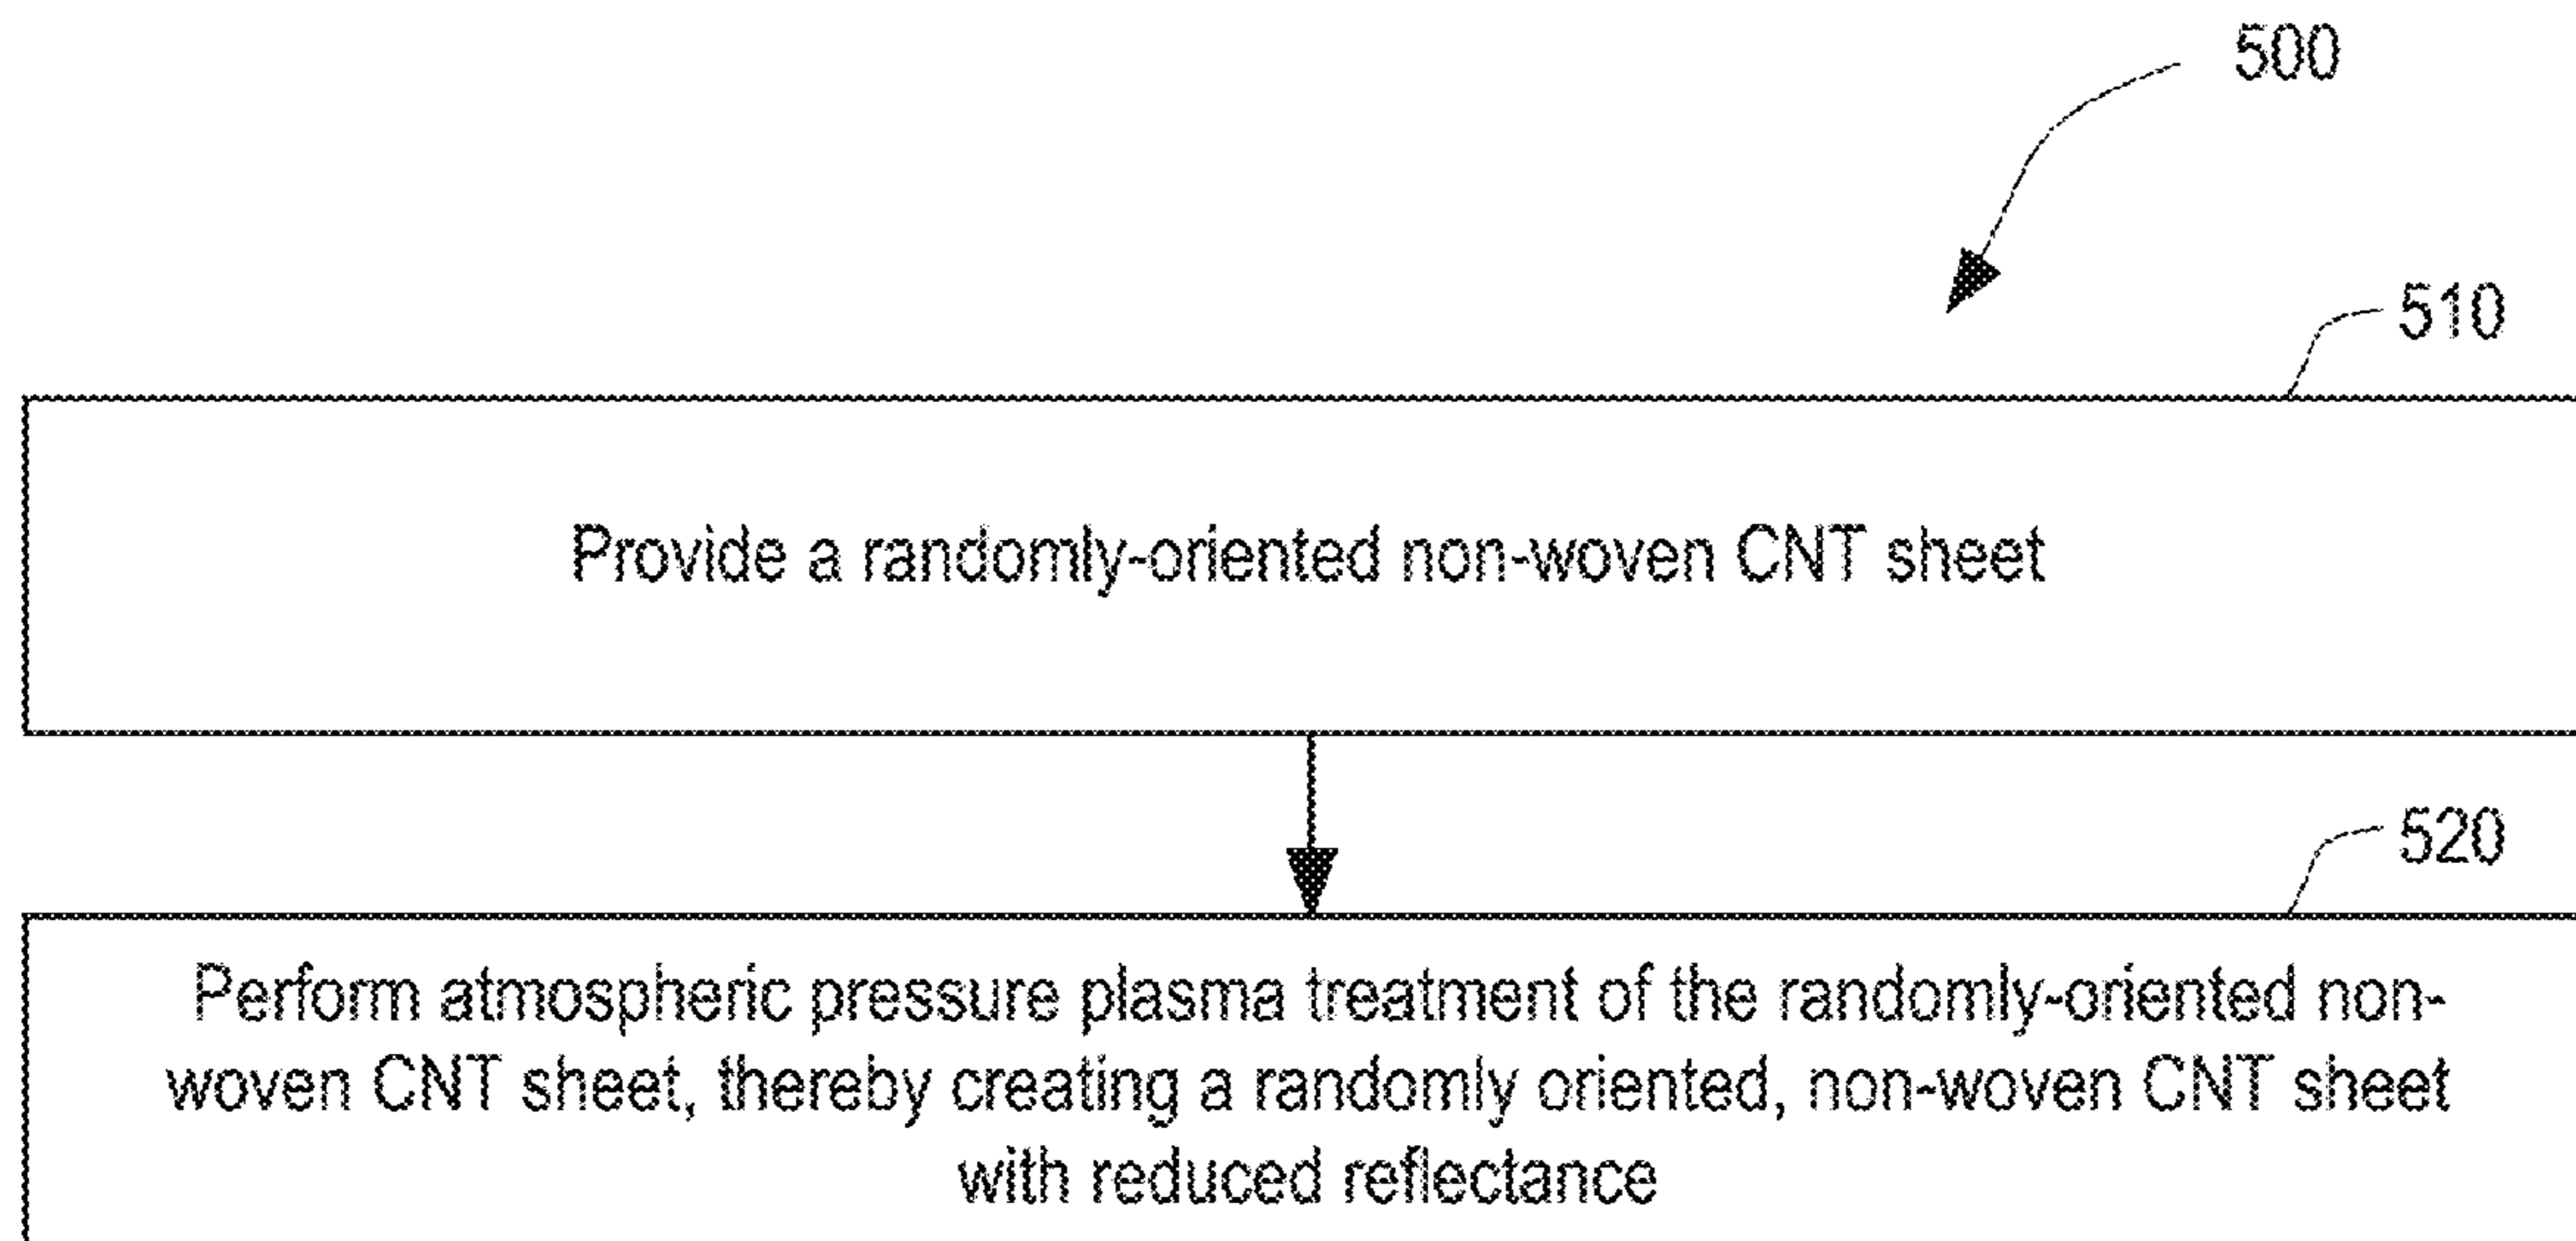 500
510
Provide a randomly-oriented non-woven CNT sheet
520
Perform atmospheric pressure plasma treatment of the randomly-oriented non-
woven CNT sheet, thereby creating a randomly oriented, non-woven CNT sheet
with reduced reflectance